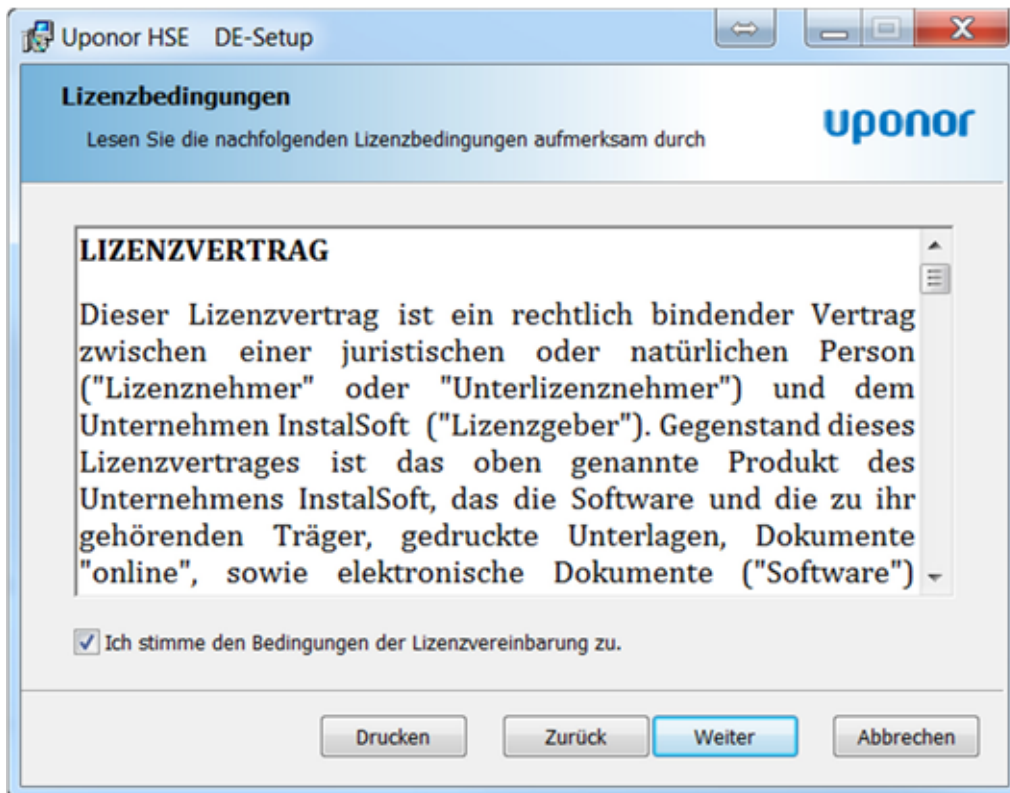 Uponor HSE DE-Setup
Lizenzbedingungen
Lesen Sie die nachfolgenden Lizenzbedingungen aufmerksam durch
uponor
LIZENZVERTRAG
Dieser Lizenzvertrag ist ein rechtlich bindender Vertrag
zwischen einer juristischen oder natürlichen Person
("Lizenznehmer" oder "Unterlizenznehmer") und dem
Unternehmen InstalSoft ("Lizenzgeber"). Gegenstand dieses
Lizenzvertrages ist das oben genannte Produkt des
Unternehmens InstalSoft, das die Software und die zu ihr
gehörenden Träger, gedruckte Unterlagen, Dokumente
"online", sowie elektronische Dokumente ("Software")
Ich stimme den Bedingungen der Lizenzvereinbarung zu.
Drucken Zurück Weiter Abbrechen